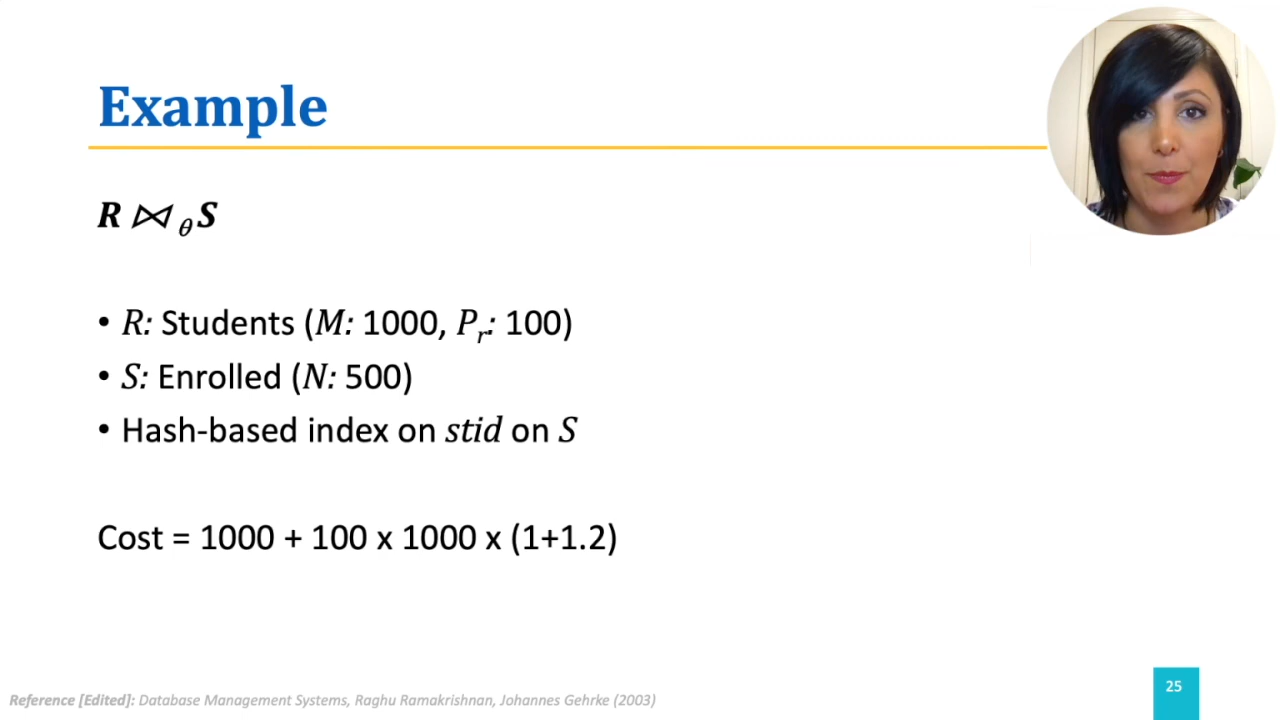 Example
R ⋈ θ S
• R: Students (M: 1000, Pr: 100)
• S: Enrolled (N: 500)
• Hash-based index on stid on S
Cost = 1000 + 100 x 1000 x (1+1.2)
Reference [Edited]: Database Management Systems, Raghu Ramakrishnan, Johannes Gehrke (2003)
25